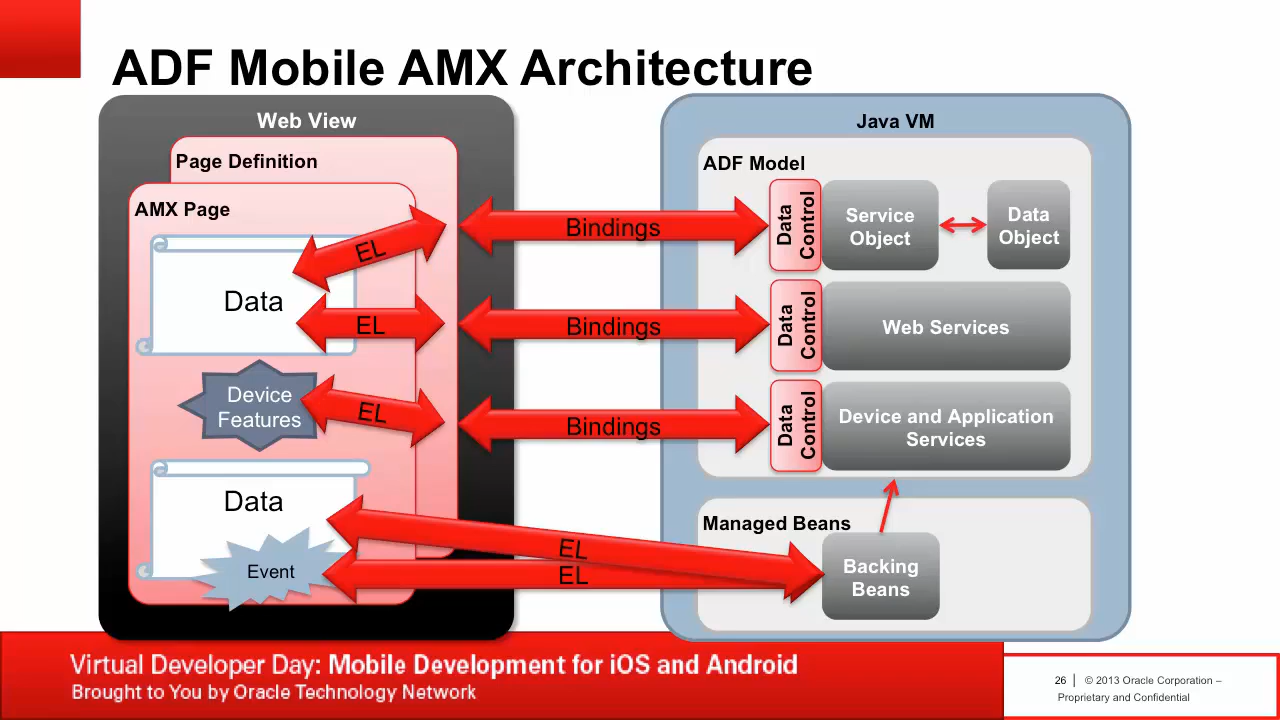 ADF Mobile AMX Architecture
Web View
Page Definition
AMX Page
EL
Data
EL
Device
Features
EL
Data
Event
EL
EL
Bindings
Bindings
Bindings
Java VM
ADF Model
Data
Control
Service
Object
Data
Object
Data
Control
Web Services
Data
Control
Device and Application
Services
Managed Beans
Backing
Beans
Virtual Developer Day: Mobile Development for iOS and Android
Brought to You by Oracle Technology Network
26 | © 2013 Oracle Corporation –
Proprietary and Confidential